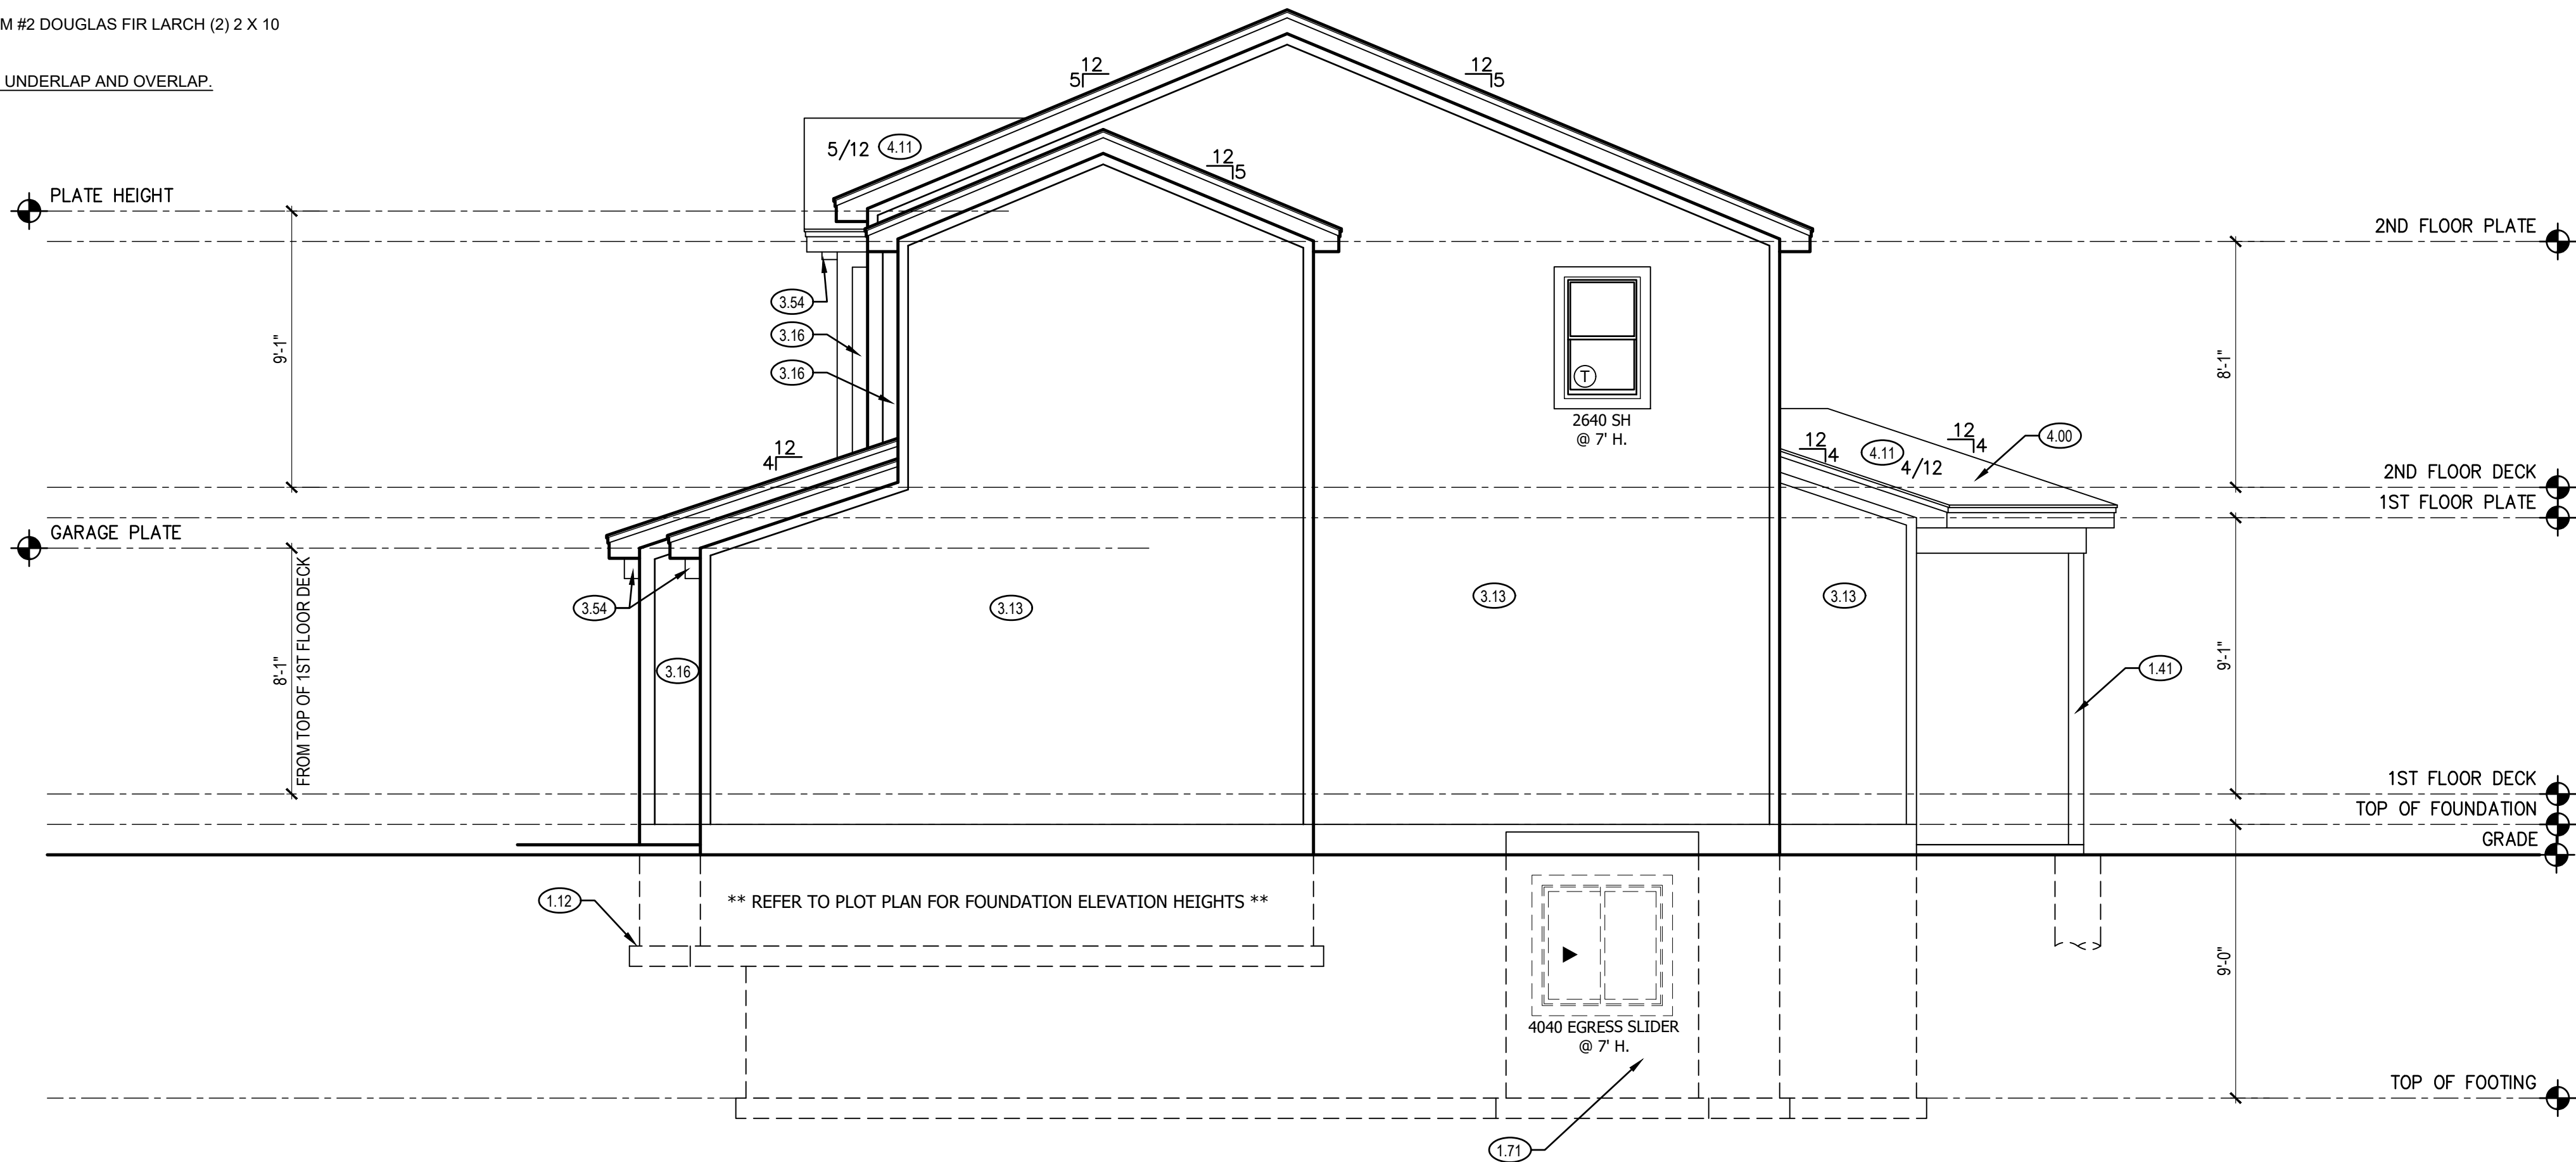 M #2 DOUGLAS FIR LARCH (2) 2 X 10
UNDERLAP AND OVERLAP.
12
5
12
5
5/12
4.11
12
5
PLATE HEIGHT
2ND FLOOR PLATE
3.54
3.16
3.16
9'-1"
8'-1"
T
2640 SH
@ 7' H.
12
4
12
4
4.11
4/12
12
4
4.00
2ND FLOOR DECK
1ST FLOOR PLATE
GARAGE PLATE
8'-1"
FROM TOP OF 1ST FLOOR DECK
3.54
3.13
3.13
3.13
3.16
9'-1"
1.41
1ST FLOOR DECK
TOP OF FOUNDATION
GRADE
1.12
** REFER TO PLOT PLAN FOR FOUNDATION ELEVATION HEIGHTS **
9'-0"
4040 EGRESS SLIDER
@ 7' H.
TOP OF FOOTING
1.71